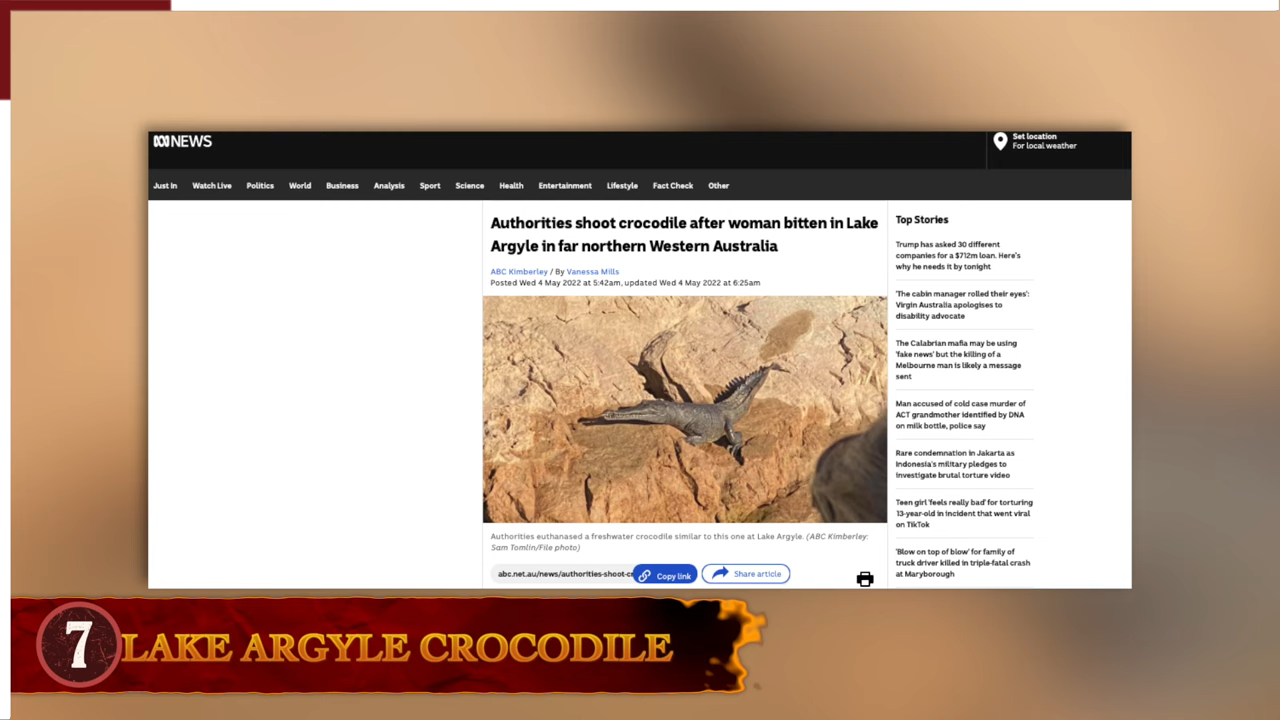 NEWS
Set location
For local weather
Just In Watch Live Politics World Business Analysis Sport Science Health Entertainment Lifestyle Fact Check Other
Authorities shoot crocodile after woman bitten in Lake
Argyle in far northern Western Australia
ABC Kimberley / By Vanessa Mills
Posted Wed 4 May 2022 at 5:42am, updated Wed 4 May 2022 at 6:25am
Authorities euthanased a freshwater crocodile similar to this one at Lake Argyle. (ABC Kimberley:
Sam Tomlin/File photo)
abc.net.au/news/authorities-shoot-c
Copy link
Share article
Top Stories
Trump has asked 30 different
companies for a $712m loan. Here's
why he needs it by tonight
'The cabin manager rolled their eyes':
Virgin Australia apologises to
disability advocate
The Calabrian mafia may be using
'fake news' but the killing of a
Melbourne man is likely a message
sent
Man accused of cold case murder of
ACT grandmother identified by DNA
on milk bottle, police say
Rare condemnation in Jakarta as
Indonesia's military pledges to
investigate brutal torture video
Teen girl 'feels really bad' for torturing
13-year-old in incident that went viral
on TikTok
'Blow on top of blow' for family of
truck driver killed in triple-fatal crash
at Maryborough
7 LAKE ARGYLE CROCODILE